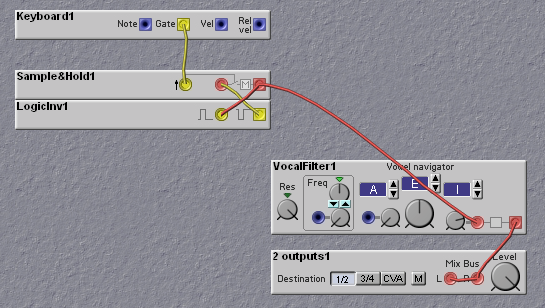 Keyboard1
Note Gate Vel Rel vel
Sample&Hold1
M
LogicInv1
VocalFilter1 Vowel navigator
Res Freq A E I
2 outputs1 Mix Bus Level
Destination 1/2 3/4 CVA M L R